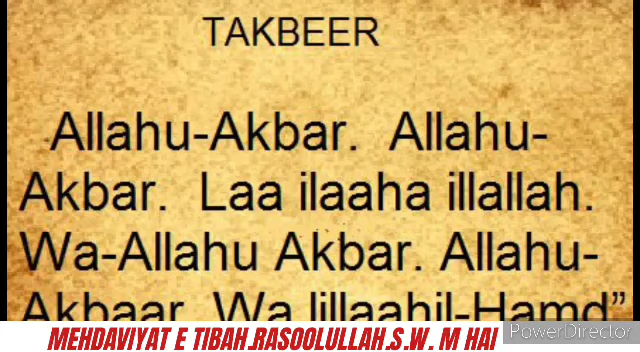 TAKBEER
Allahu-Akbar. Allahu-
Akbar. Laa ilaaha illallah.
Wa-Allahu Akbar. Allahu-
Akbaar. Wa lillaahil-Hamd”
MEHDAVIYAT E TIBAH,RASOOLULLAH,S.W. M HAI
PowerDirector